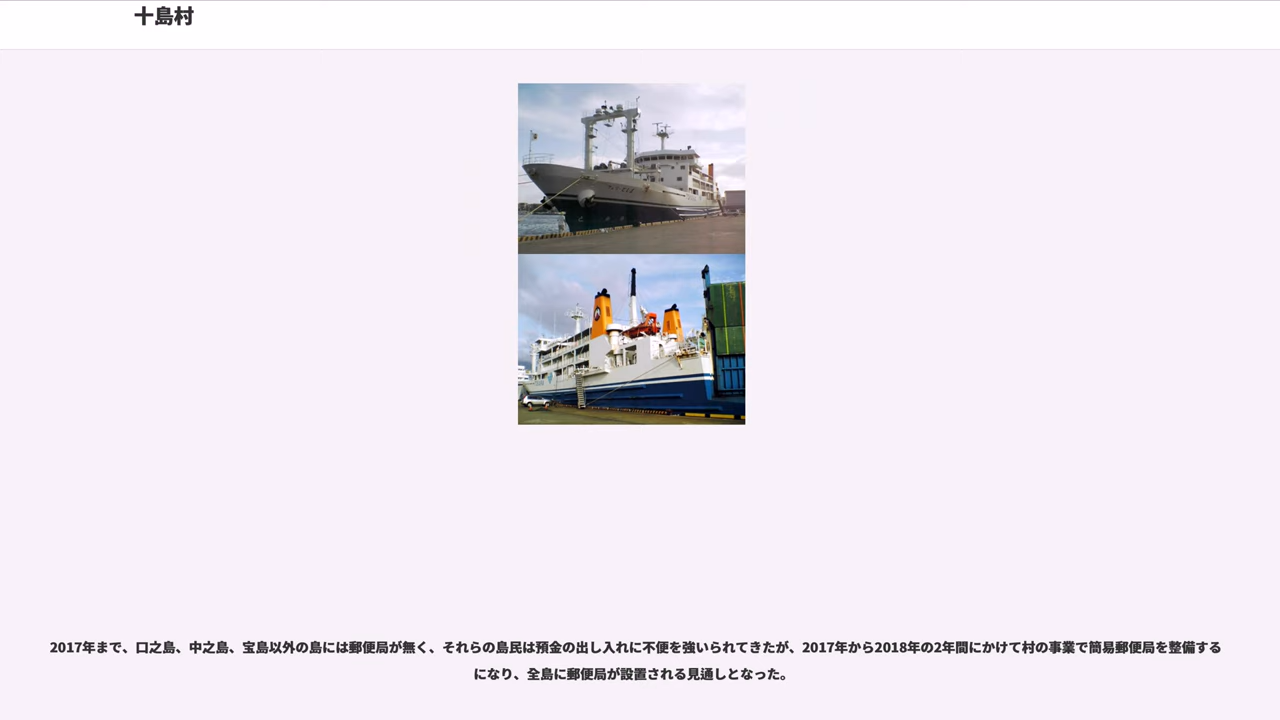 十島村
2017年まで、口之島、中之島、宝島以外の島には郵便局が無く、それらの島民は預金の出し入れに不便を強いられてきたが、2017年から2018年の2年間にかけて村の事業で簡易郵便局を整備する
になり、全島に郵便局が設置される見通しとなった。